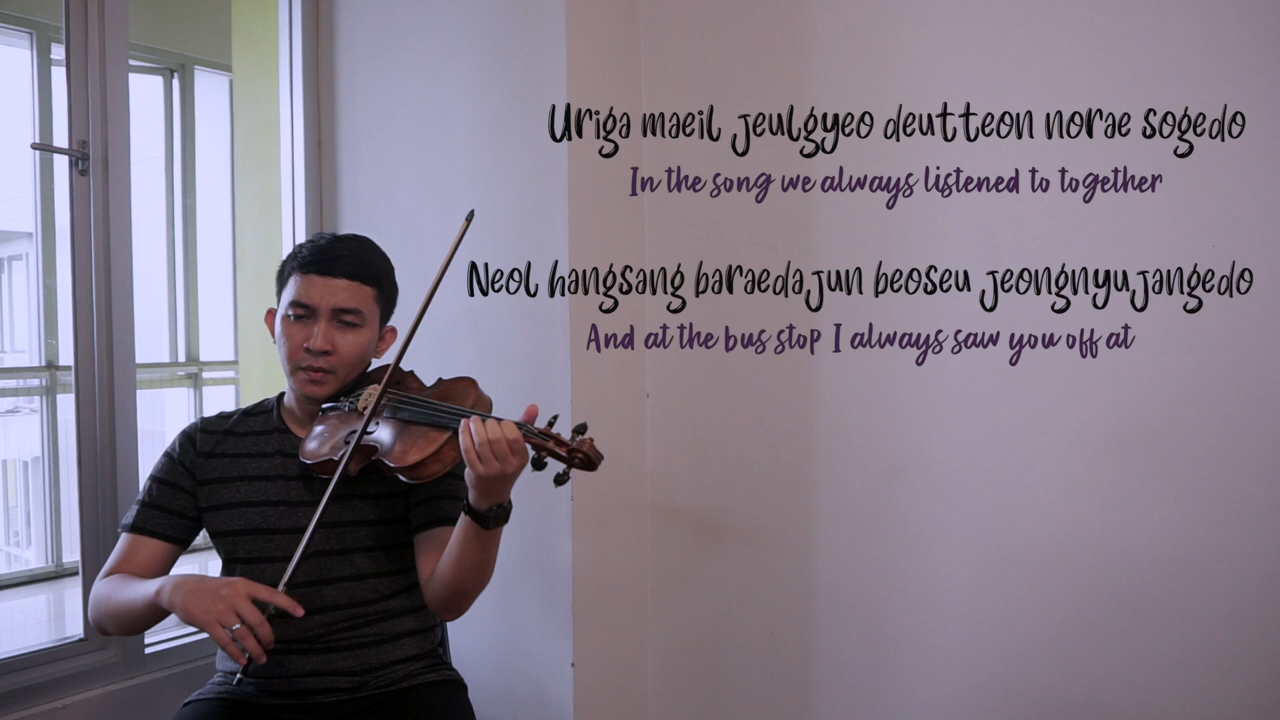 Uriga maeil jeulgyeo deutteon norae sogedo
In the song we always listened to together
Neol hangsang baraedajun beoseu jeongnyujangedo
And at the bus stop I always saw you off at